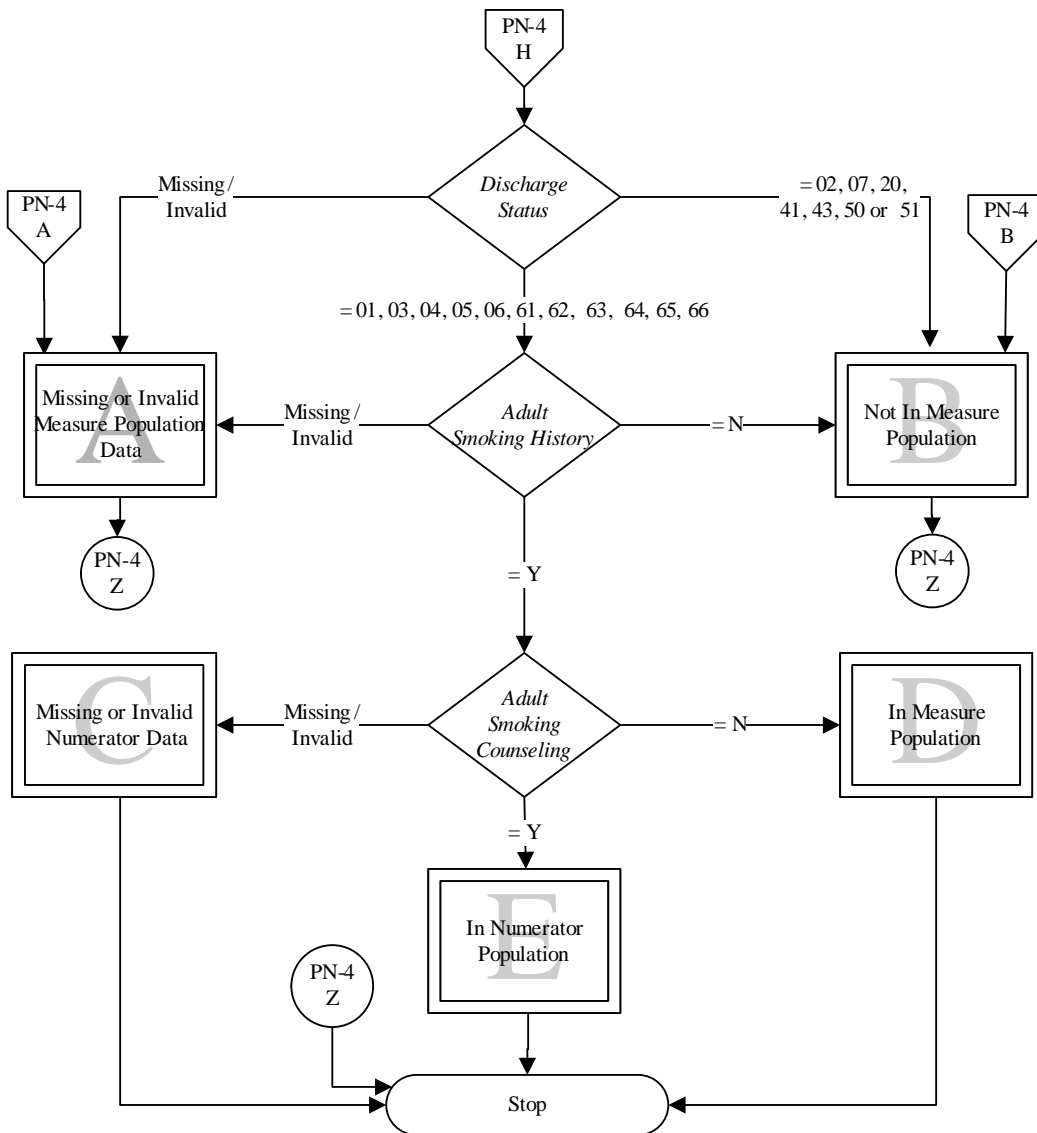 PN-4
H
Discharge
Status
Missing /
Invalid
= 02, 07, 20,
41, 43, 50 or 51
PN-4
A
PN-4
B
= 01, 03, 04, 05, 06, 61, 62, 63, 64, 65, 66
A
Missing or Invalid
Measure Population
Data
Missing /
Invalid
Adult
Smoking History
= N
B
Not In Measure
Population
PN-4
Z
PN-4
Z
= Y
C
Missing or Invalid
Numerator Data
Missing /
Invalid
Adult
Smoking
Counseling
= N
D
In Measure
Population
= Y
E
In Numerator
Population
PN-4
Z
Stop